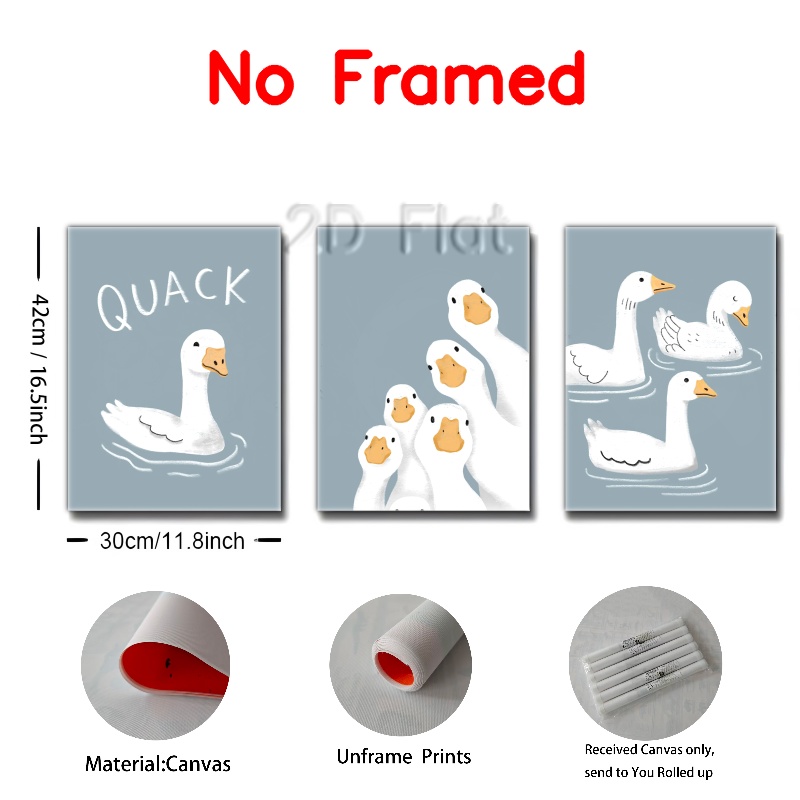 No Framed
2.D Flat
QUACK
42cm / 16.5inch
30cm/11.8inch
Material:Canvas
Unframe Prints
Received Canvas only,
send to You Rolled up